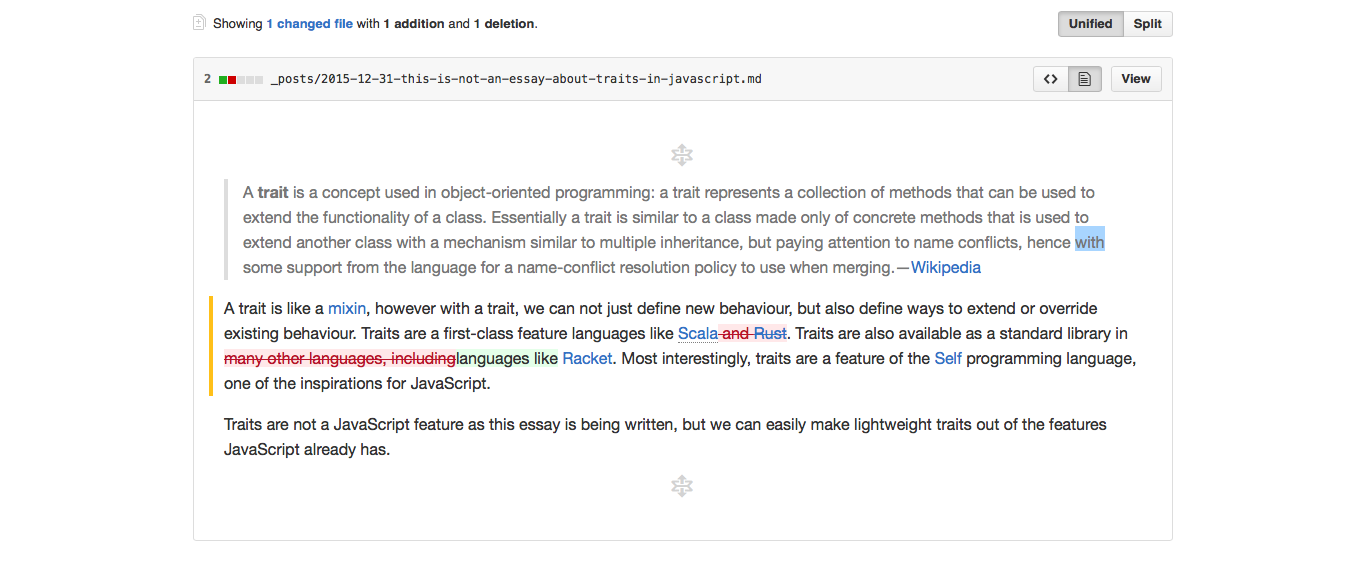 Showing 1 changed file with 1 addition and 1 deletion.
Unified Split
2 _posts/2015-12-31-this-is-not-an-essay-about-traits-in-javascript.md
<> View
A trait is a concept used in object-oriented programming: a trait represents a collection of methods that can be used to
extend the functionality of a class. Essentially a trait is similar to a class made only of concrete methods that is used to
extend another class with a mechanism similar to multiple inheritance, but paying attention to name conflicts, hence with
some support from the language for a name-conflict resolution policy to use when merging.—Wikipedia
A trait is like a mixin, however with a trait, we can not just define new behaviour, but also define ways to extend or override
existing behaviour. Traits are a first-class feature languages like Scala and Rust. Traits are also available as a standard library in
many other languages, includinglanguages like Racket. Most interestingly, traits are a feature of the Self programming language,
one of the inspirations for JavaScript.
Traits are not a JavaScript feature as this essay is being written, but we can easily make lightweight traits out of the features
JavaScript already has.